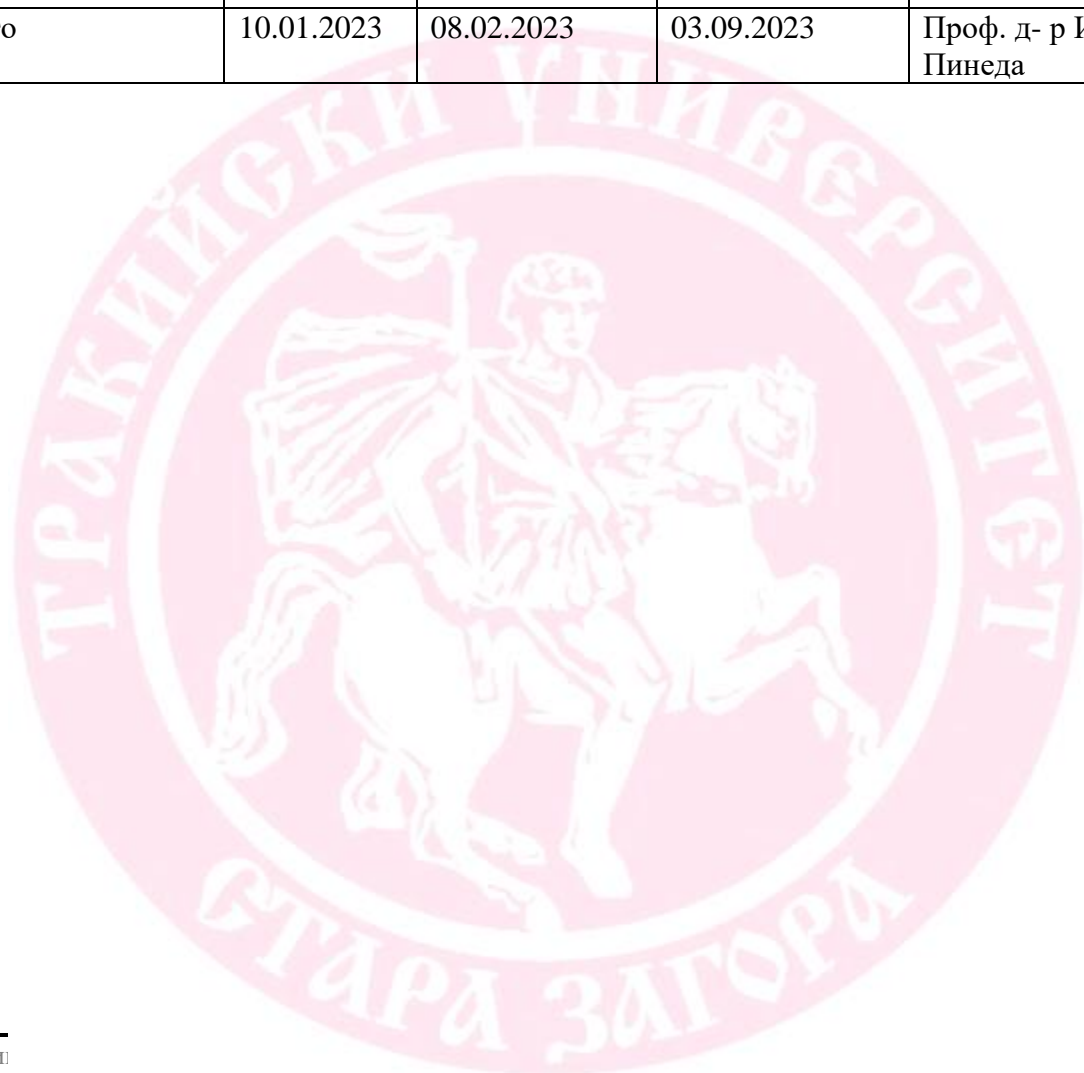 10.01.2023 08.02.2023 03.09.2023 Проф. д- р
Пинеда
ТРАКИЙСКИ УНИВЕРСИТЕТ
СТАРА ЗАГОРА